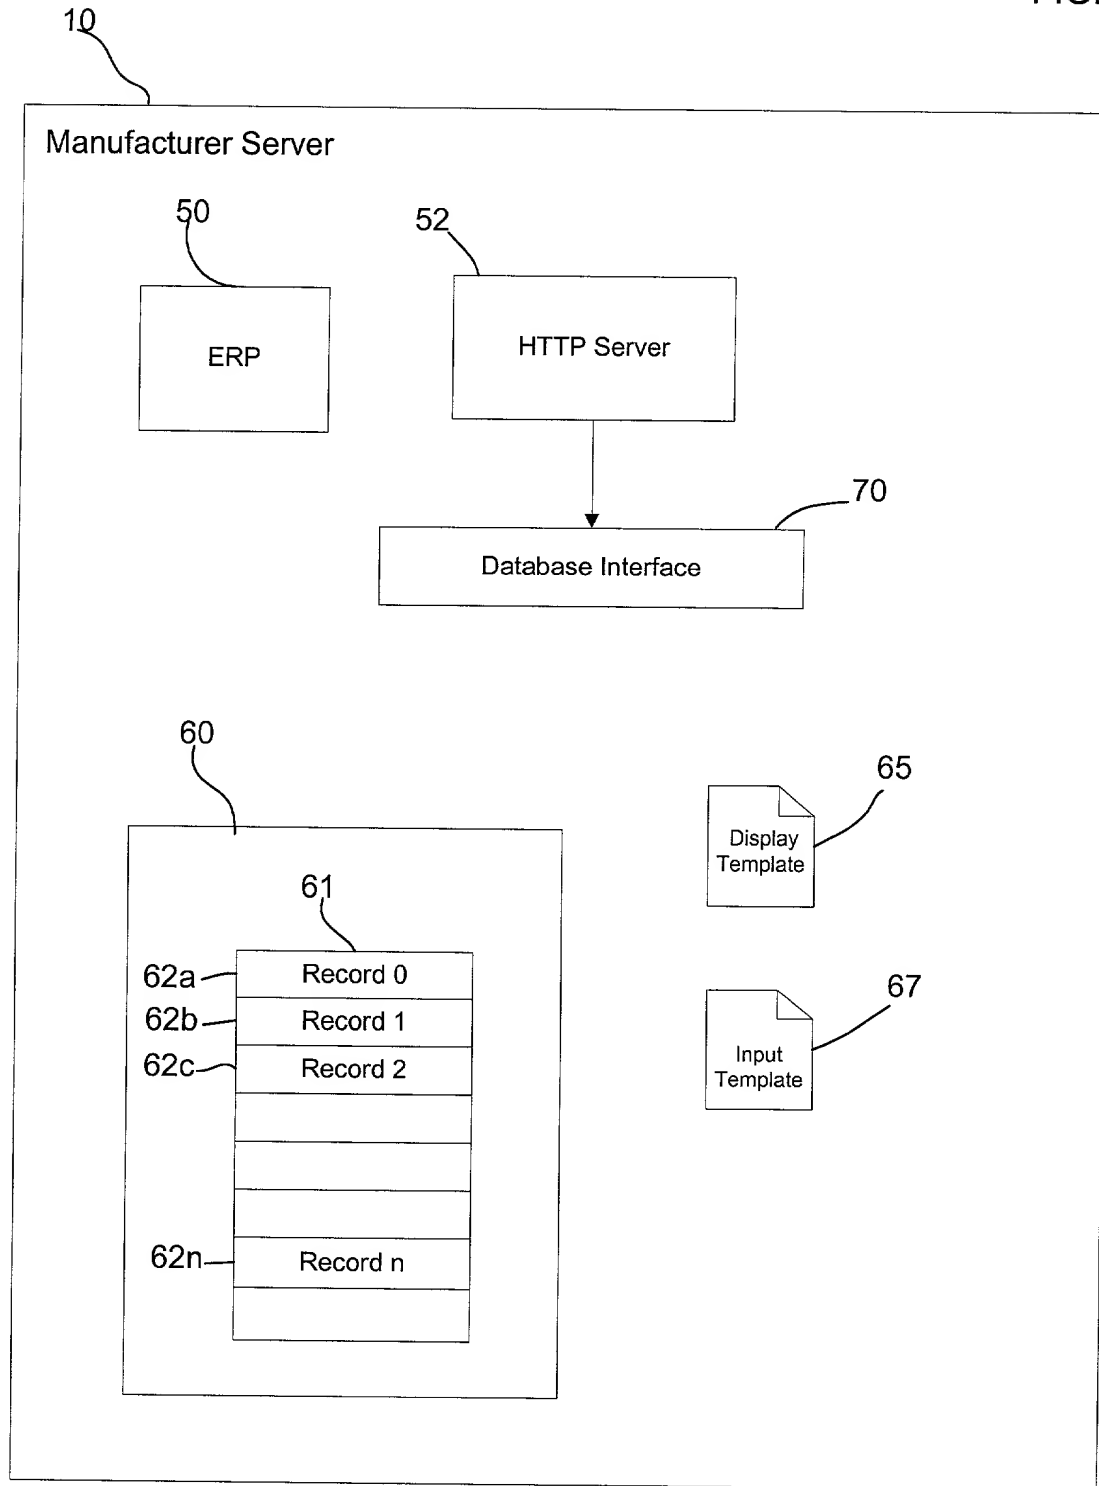 10
Manufacturer Server
50
52
ERP
HTTP Server
70
Database Interface
60
65
Display
Template
61
62a
Record 0
67
62b
Record 1
62c
Record 2
Input
Template
62n
Record n